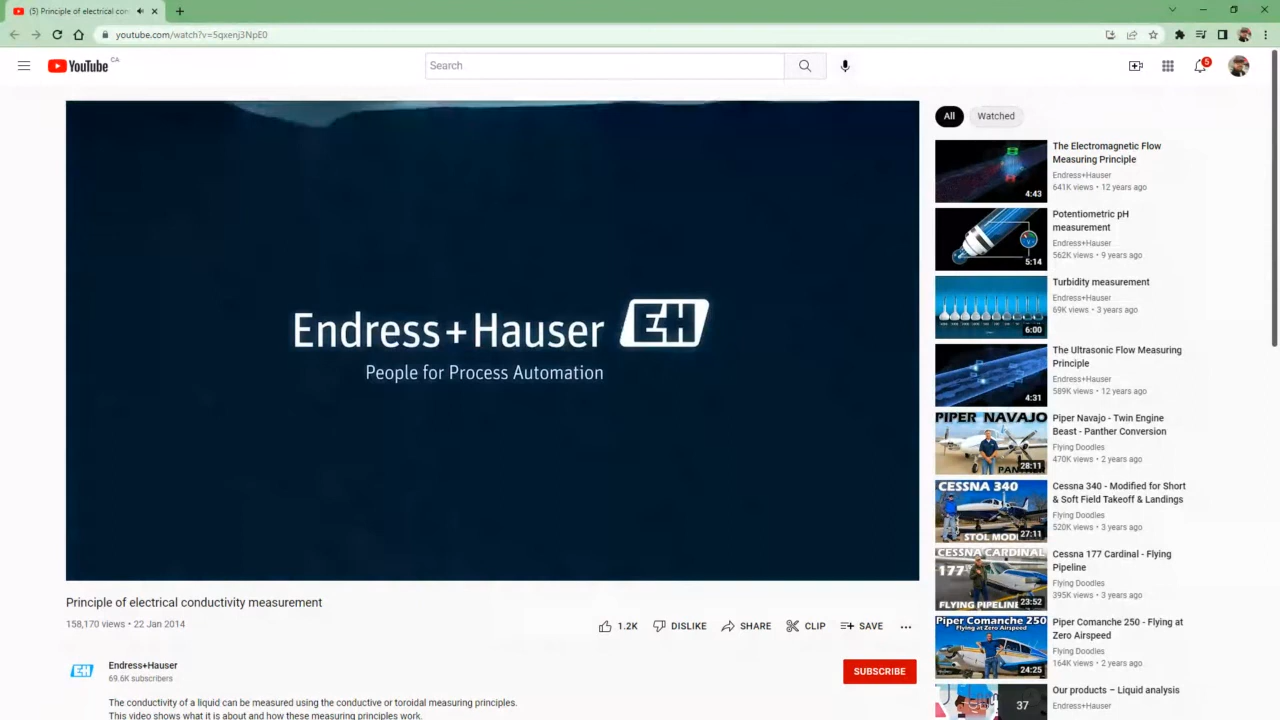 (5) Principle of electrical con
youtube.com/watch?v=5qxenj3NpE0
YouTube CA
Search
5
Endress+Hauser EH
People for Process Automation
Principle of electrical conductivity measurement
158,170 views • 22 Jan 2014
1.2K DISLIKE SHARE CLIP SAVE
Endress+Hauser
69.6K subscribers
SUBSCRIBE
The conductivity of a liquid can be measured using the conductive or toroidal measuring principles.
This video shows what it is about and how these measuring principles work.
All Watched
4:43
The Electromagnetic Flow
Measuring Principle
Endress+Hauser
641K views • 12 years ago
5:14
Potentiometric pH
measurement
Endress+Hauser
562K views • 9 years ago
6:00
Turbidity measurement
Endress+Hauser
69K views • 3 years ago
4:31
The Ultrasonic Flow Measuring
Principle
Endress+Hauser
589K views • 12 years ago
PIPER NAVAJO
28:11
Piper Navajo - Twin Engine
Beast - Panther Conversion
Flying Doodles
470K views • 2 years ago
CESSNA 340
STOL MODI
27:11
Cessna 340 - Modified for Short
& Soft Field Takeoff & Landings
Flying Doodles
520K views • 3 years ago
CESSNA CARDINAL
177
FLYING PIPELINE
23:52
Cessna 177 Cardinal - Flying
Pipeline
Flying Doodles
395K views • 3 years ago
Piper Comanche 250
Flying at Zero Airspeed
24:25
Piper Comanche 250 - Flying at
Zero Airspeed
Flying Doodles
164K views • 2 years ago
37
Our products – Liquid analysis
Endress+Hauser